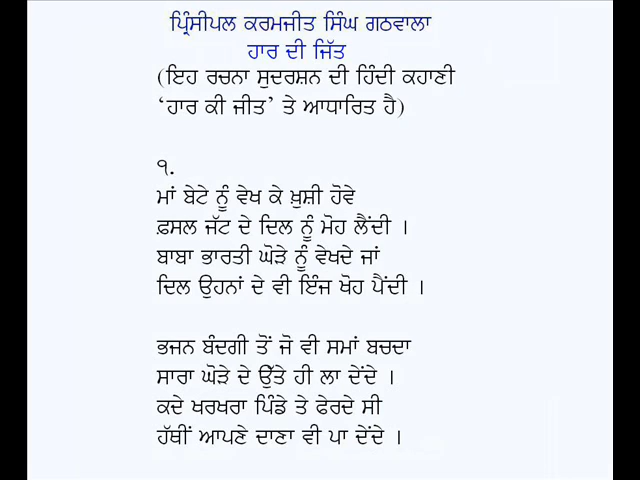 ਪ੍ਰਿੰਸੀਪਲ ਕਰਮਜੀਤ ਸਿੰਘ ਗਠਵਾਲਾ
ਹਾਰ ਦੀ ਜਿੱਤ
(ਇਹ ਰਚਨਾ ਸੁਦਰਸ਼ਨ ਦੀ ਹਿੰਦੀ ਕਹਾਣੀ
‘ਹਾਰ ਕੀ ਜੀਤ’ ਤੇ ਆਧਾਰਿਤ ਹੈ)
੧.
ਮਾਂ ਬੇਟੇ ਨੂੰ ਵੇਖ ਕੇ ਖ਼ੁਸ਼ੀ ਹੋਵੇ
ਫ਼ਸਲ ਜੱਟ ਦੇ ਦਿਲ ਨੂੰ ਮੋਹ ਲੈਂਦੀ ।
ਬਾਬਾ ਭਾਰਤੀ ਘੋੜੇ ਨੂੰ ਵੇਖਦੇ ਜਾਂ
ਦਿਲ ਉਹਨਾਂ ਦੇ ਵੀ ਇੰਜ ਖੋਹ ਪੈਂਦੀ ।
ਭਜਨ ਬੰਦਗੀ ਤੋਂ ਜੋ ਵੀ ਸਮਾਂ ਬਚਦਾ
ਸਾਰਾ ਘੋੜੇ ਦੇ ਉੱਤੇ ਹੀ ਲਾ ਦੇਂਦੇ ।
ਕਦੇ ਖਰਖਰਾ ਪਿੰਡੇ ਤੇ ਫੇਰਦੇ ਸੀ
ਹੱਥੀਂ ਆਪਣੇ ਦਾਣਾ ਵੀ ਪਾ ਦੇਂਦੇ ।